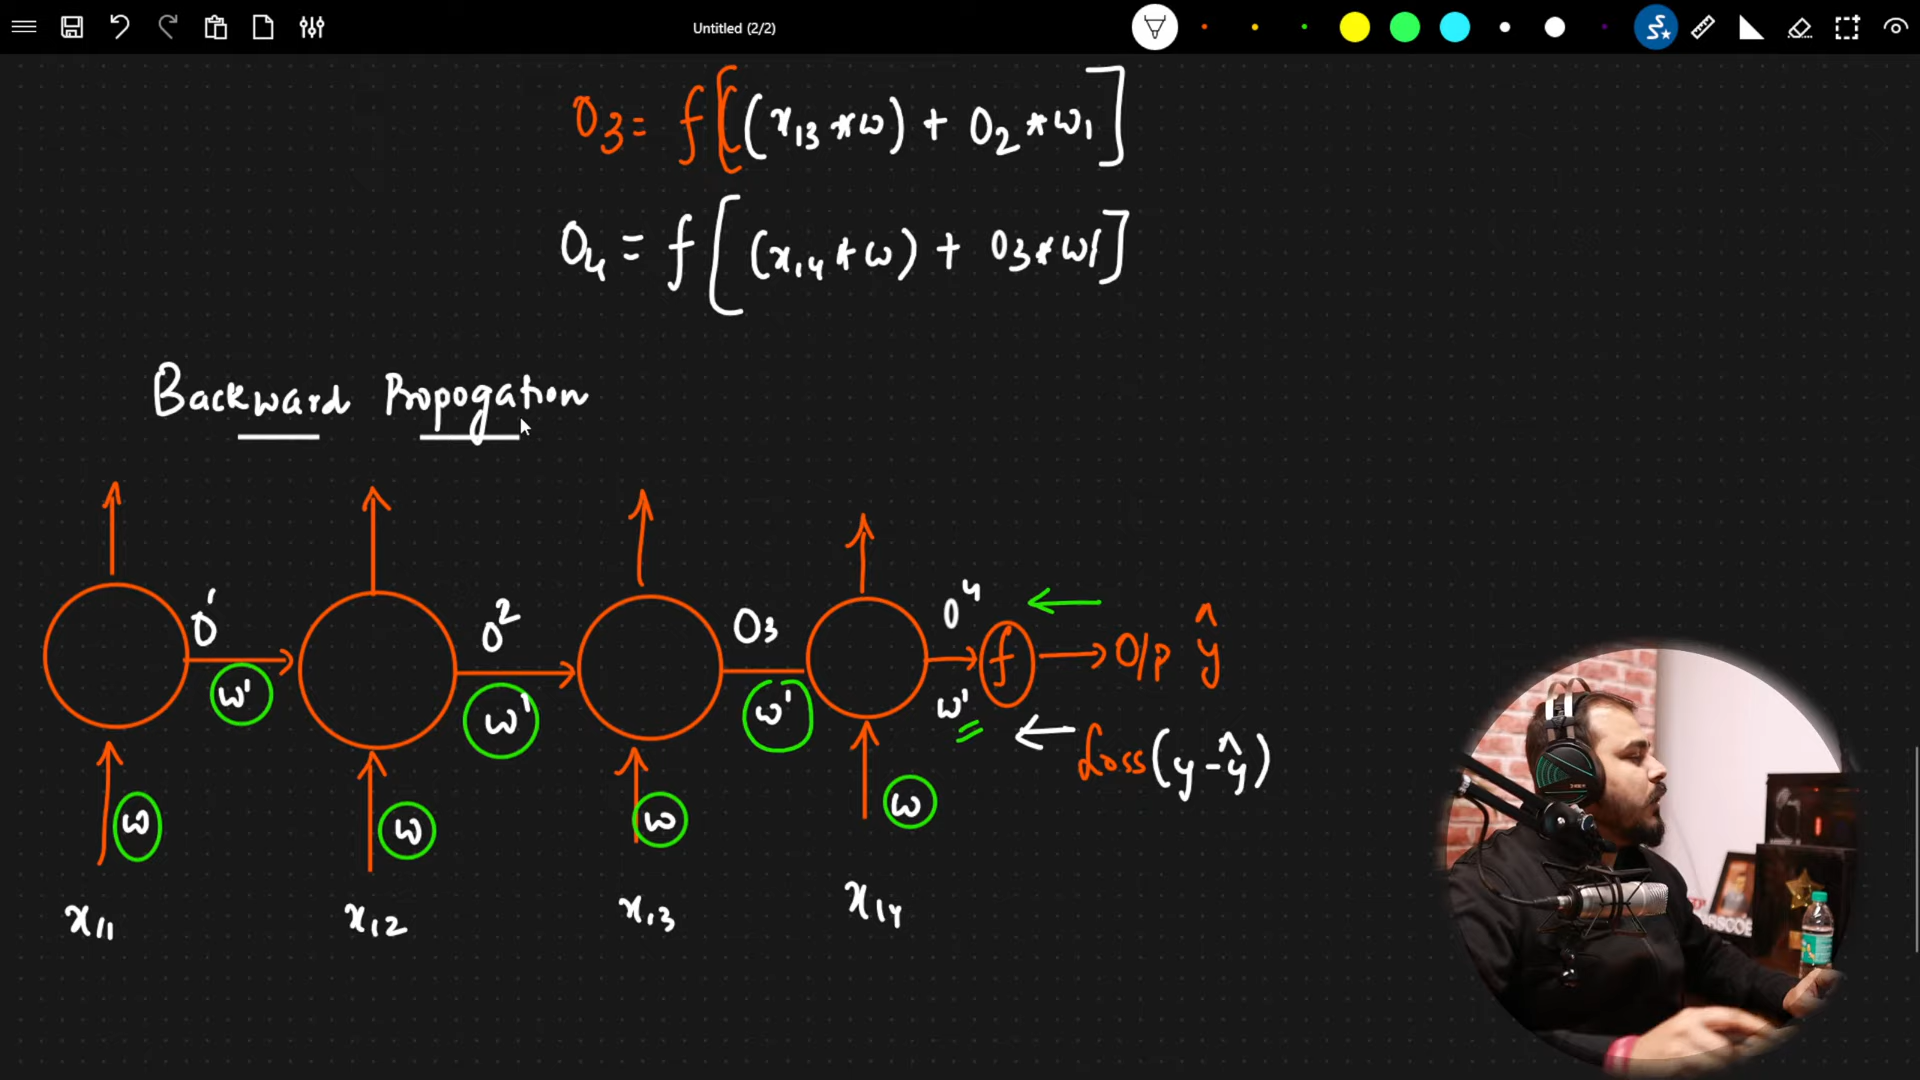 Untitled (2/2)
O3 = f[((x13 * w) + O2 * w1]
O4 = f[(x14 * w) + O3 * w1]
Backward Propogation
O' O² O3 O⁴
f → O/p ŷ
w' w' w' w'
Loss (y - ŷ)
w w w w
x11 x12 x13 x14